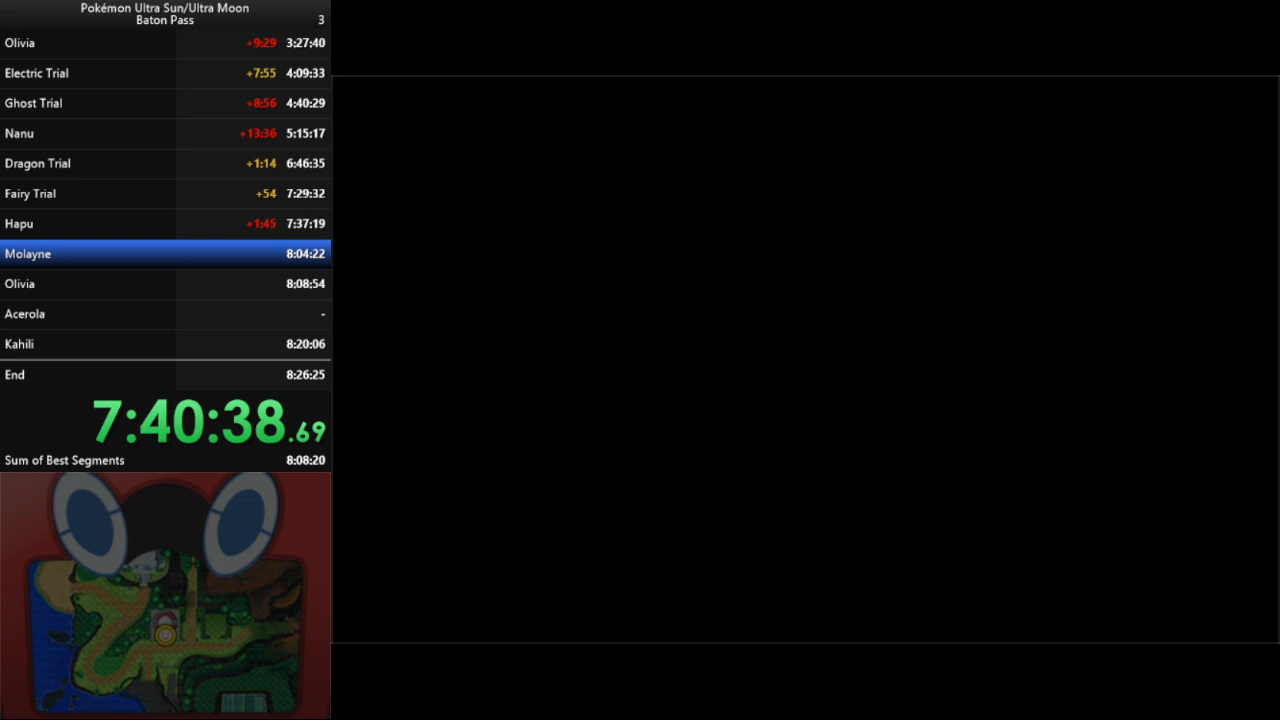 Pokémon Ultra Sun/Ultra Moon
Baton Pass 3
Olivia +9:29 3:27:40
Electric Trial +7:55 4:09:33
Ghost Trial +8:56 4:40:29
Nanu +13:36 5:15:17
Dragon Trial +1:14 6:46:35
Fairy Trial +54 7:29:32
Hapu +1:45 7:37:19
Molayne 8:04:22
Olivia 8:08:54
Acerola -
Kahili 8:20:06
End 8:26:25
7:40:38.69
Sum of Best Segments 8:08:20